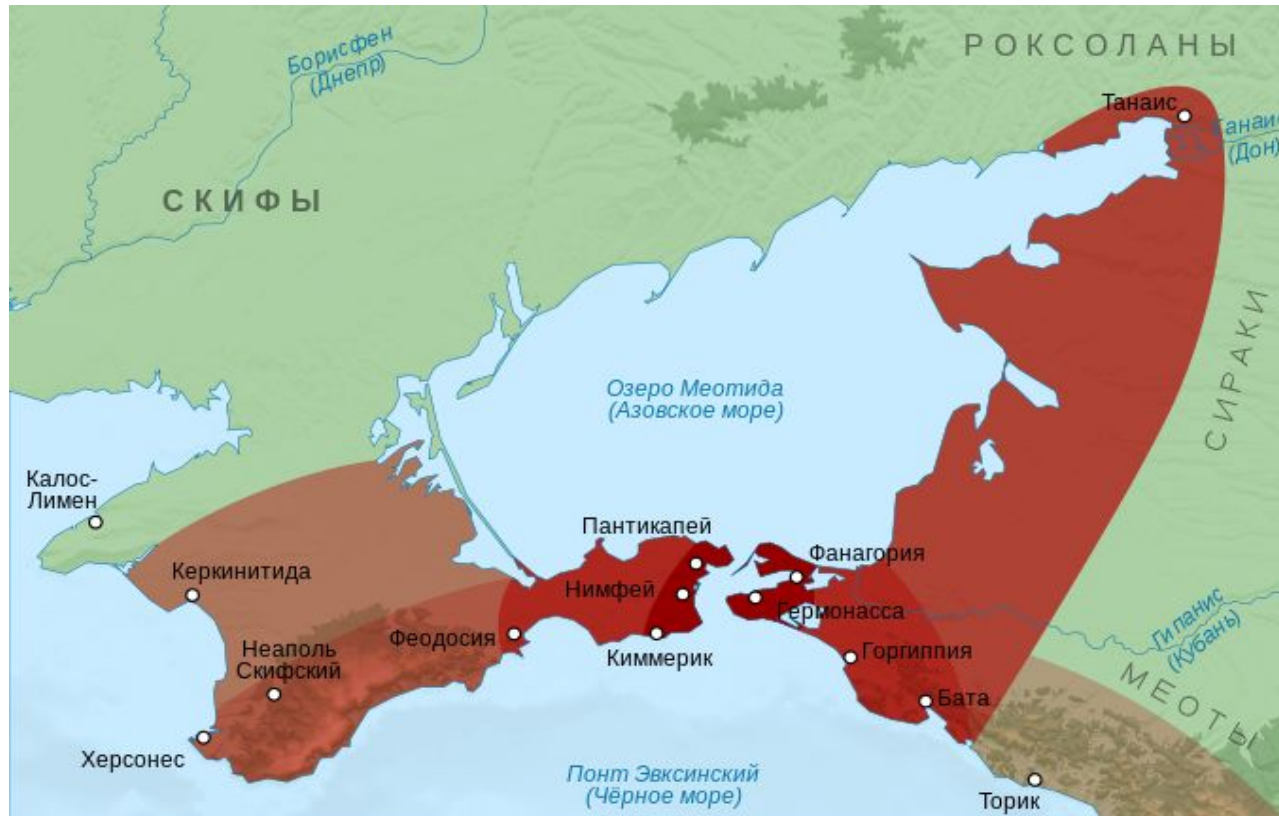 Борисфен
(Днепр)
РОКСОЛАНЫ
Танаис
Танаис
(Дон)
СКИФЫ
СИРАКИ
Озеро Меотида
(Азовское море)
Калос-
Лимен
Пантикапей
Фанагория
Керкинитида
Нимфей
Гермонасса
Феодосия
Неаполь
Скифский
Киммерик
Горгиппия
Гипанис
(Кубань)
МЕОТЫ
Бата
Херсонес
Понт Эвксинский
(Чёрное море)
Торик